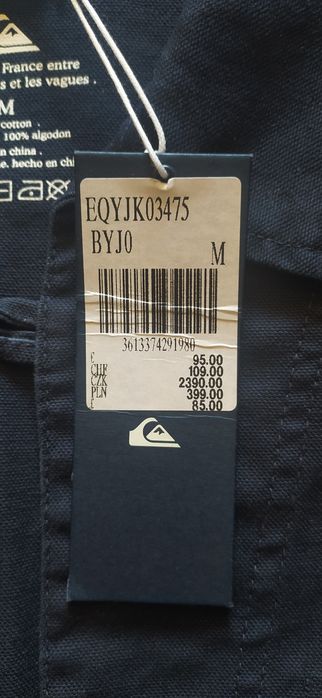 France entre
s et les vagues .
M
cotton .
100% algodon
n china .
e. hecho en chi
EQYJK03475
BYJ0
M
3613374291980
£ 95.00
CHF 109.00
CZK 2390.00
PLN 399.00
£ 85.00